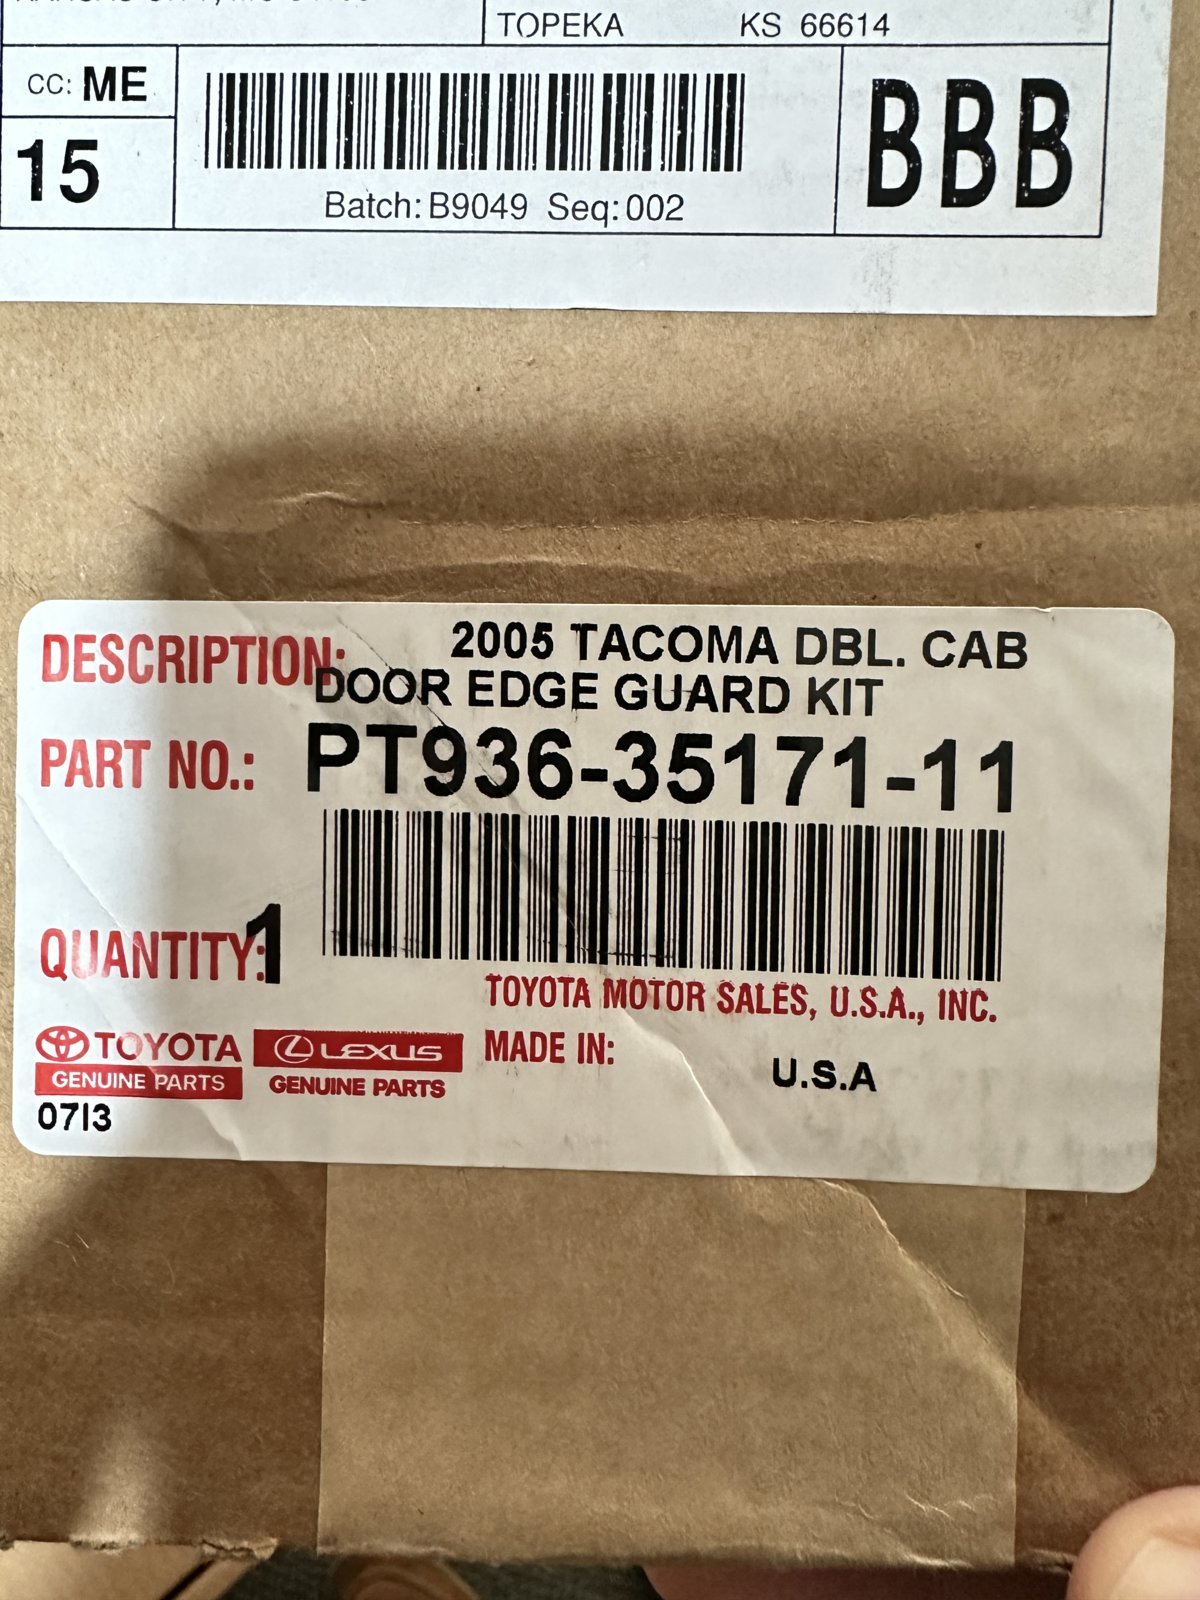 TOPEKA KS 66614
CC: ME
15
Batch: B9049 Seq: 002
BBB
DESCRIPTION: 2005 TACOMA DBL. CAB
DOOR EDGE GUARD KIT
PART NO.: PT936-35171-11
QUANTITY: 1
TOYOTA MOTOR SALES, U.S.A., INC.
MADE IN: U.S.A
TOYOTA
GENUINE PARTS
LEXUS
GENUINE PARTS
0713